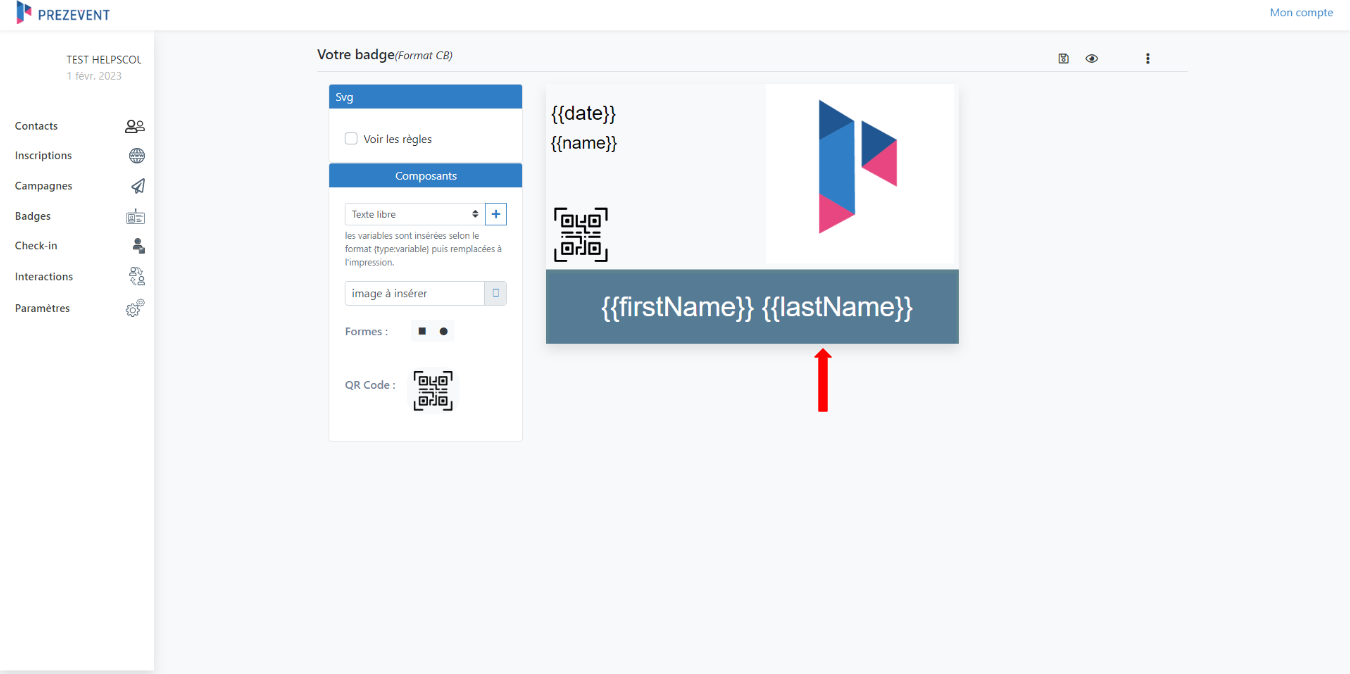 PREZEVENT
Mon compte
TEST HELPSCOU
1 févr. 2023
Contacts
Inscriptions
Campagnes
Badges
Check-in
Interactions
Paramètres
Votre badge(Format CB)
Svg
Voir les règles
Composants
Texte libre
+
les variables sont insérées selon le
format (type:variable) puis remplacées à
l'impression.
image à insérer
Formes :
QR Code :
{{date}}
{{name}}
{{firstName}} {{lastName}}